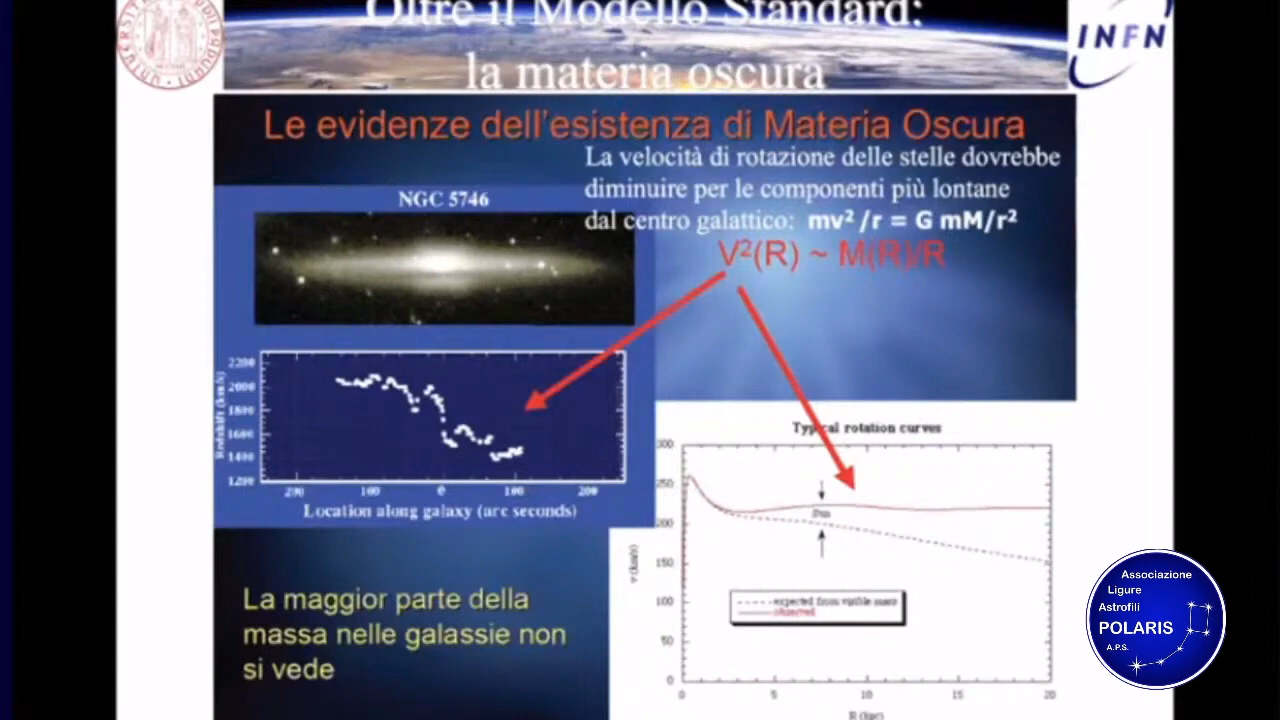 Oltre il Modello Standard:
la materia oscura
INFN
Le evidenze dell'esistenza di Materia Oscura
La velocità di rotazione delle stelle dovrebbe
diminuire per le componenti più lontane
dal centro galattico: mv² /r = G mM/r²
V²(R) ~ M(R)/R
NGC 5746
2200
2000
1800
1600
1400
1200
Redshift (km/s)
200 100 0 100 200
Location along galaxy (arc seconds)
Typical rotation curves
300
250
200
150
100
50
0
v (km/s)
expected from visible mass
observed
0 5 10 15 20
R (kpc)
La maggior parte della
massa nelle galassie non
si vede
Associazione
Ligure
Astrofili
POLARIS
A.P.S.